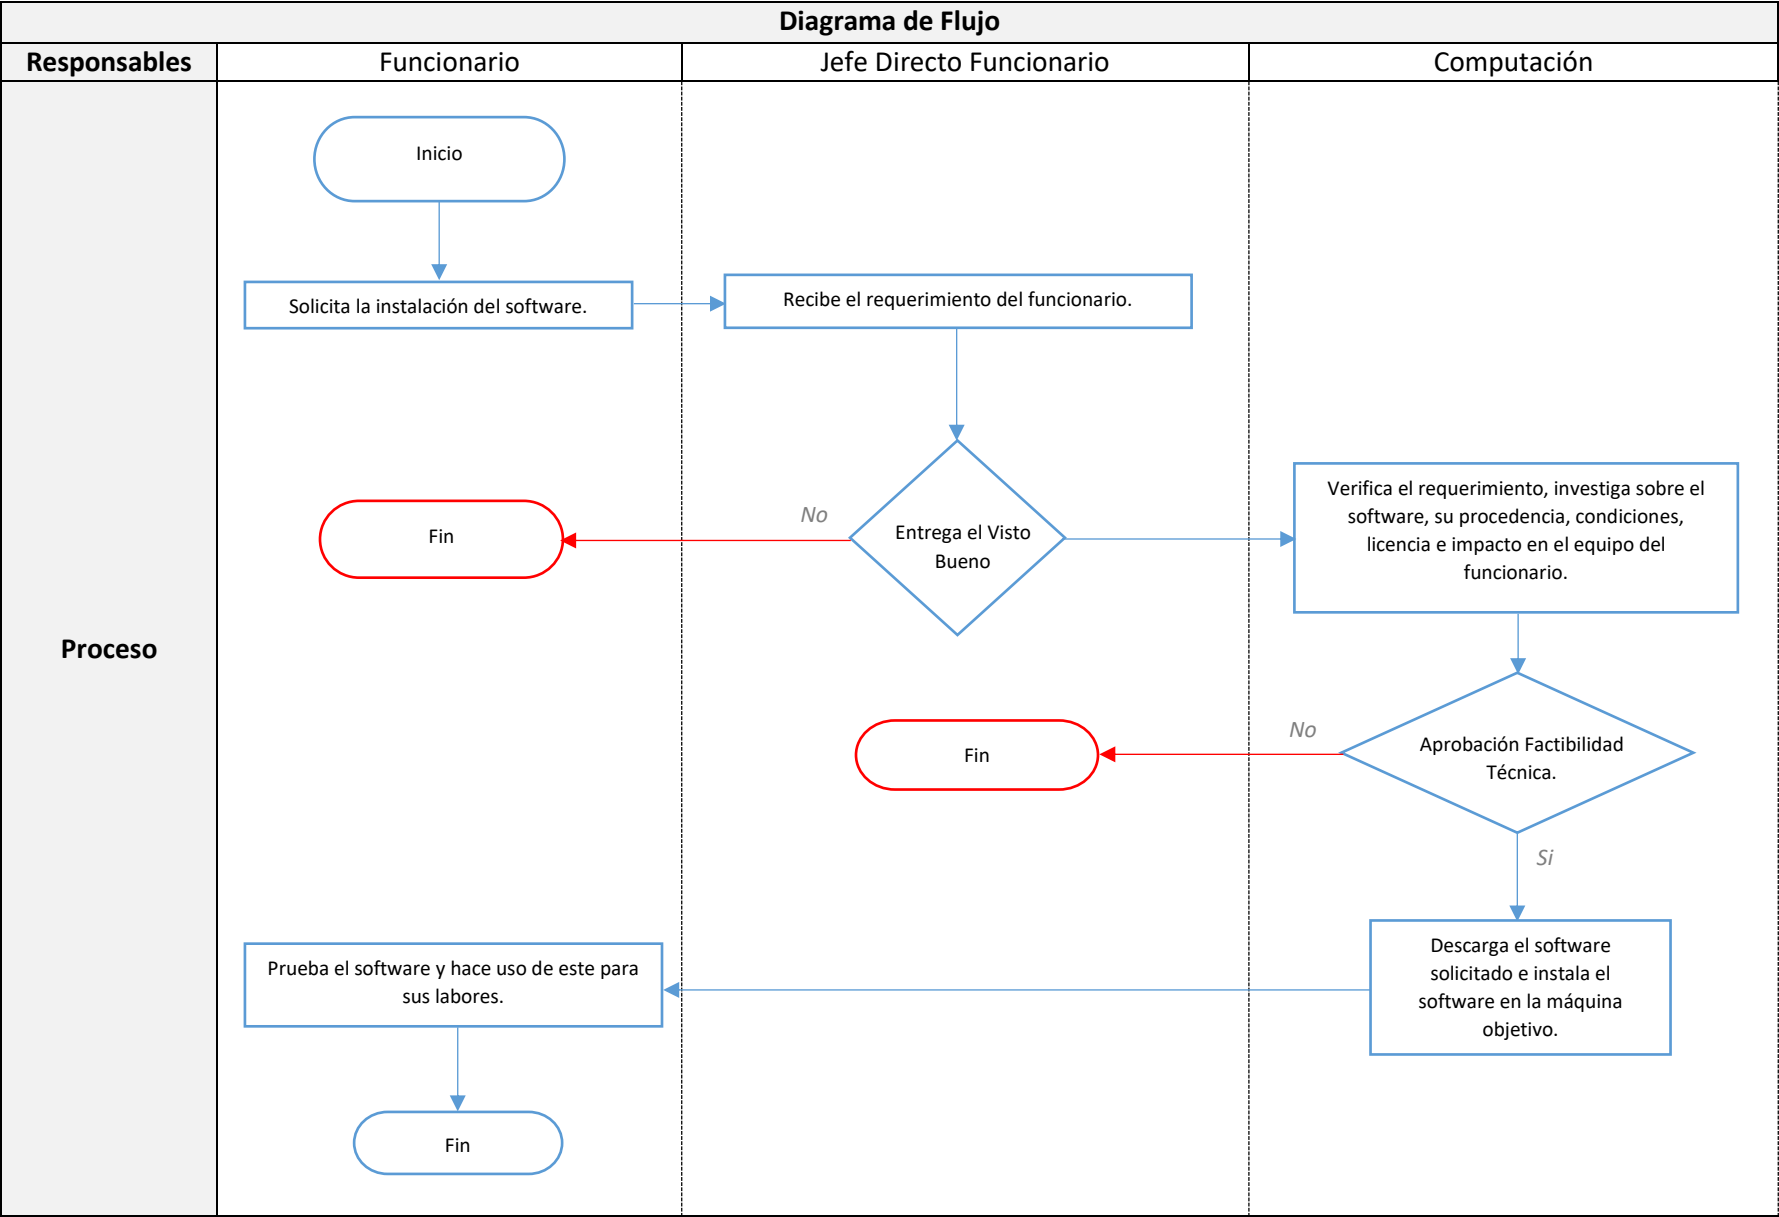 Diagrama de Flujo
Responsables
Funcionario
Jefe Directo Funcionario
Computación
Proceso
Inicio
Solicita la instalación del software.
Recibe el requerimiento del funcionario.
Entrega el Visto
Bueno
No
Fin
Verifica el requerimiento, investiga sobre el
software, su procedencia, condiciones,
licencia e impacto en el equipo del
funcionario.
Aprobación Factibilidad
Técnica.
No
Fin
Si
Descarga el software
solicitado e instala el
software en la máquina
objetivo.
Prueba el software y hace uso de este para
sus labores.
Fin